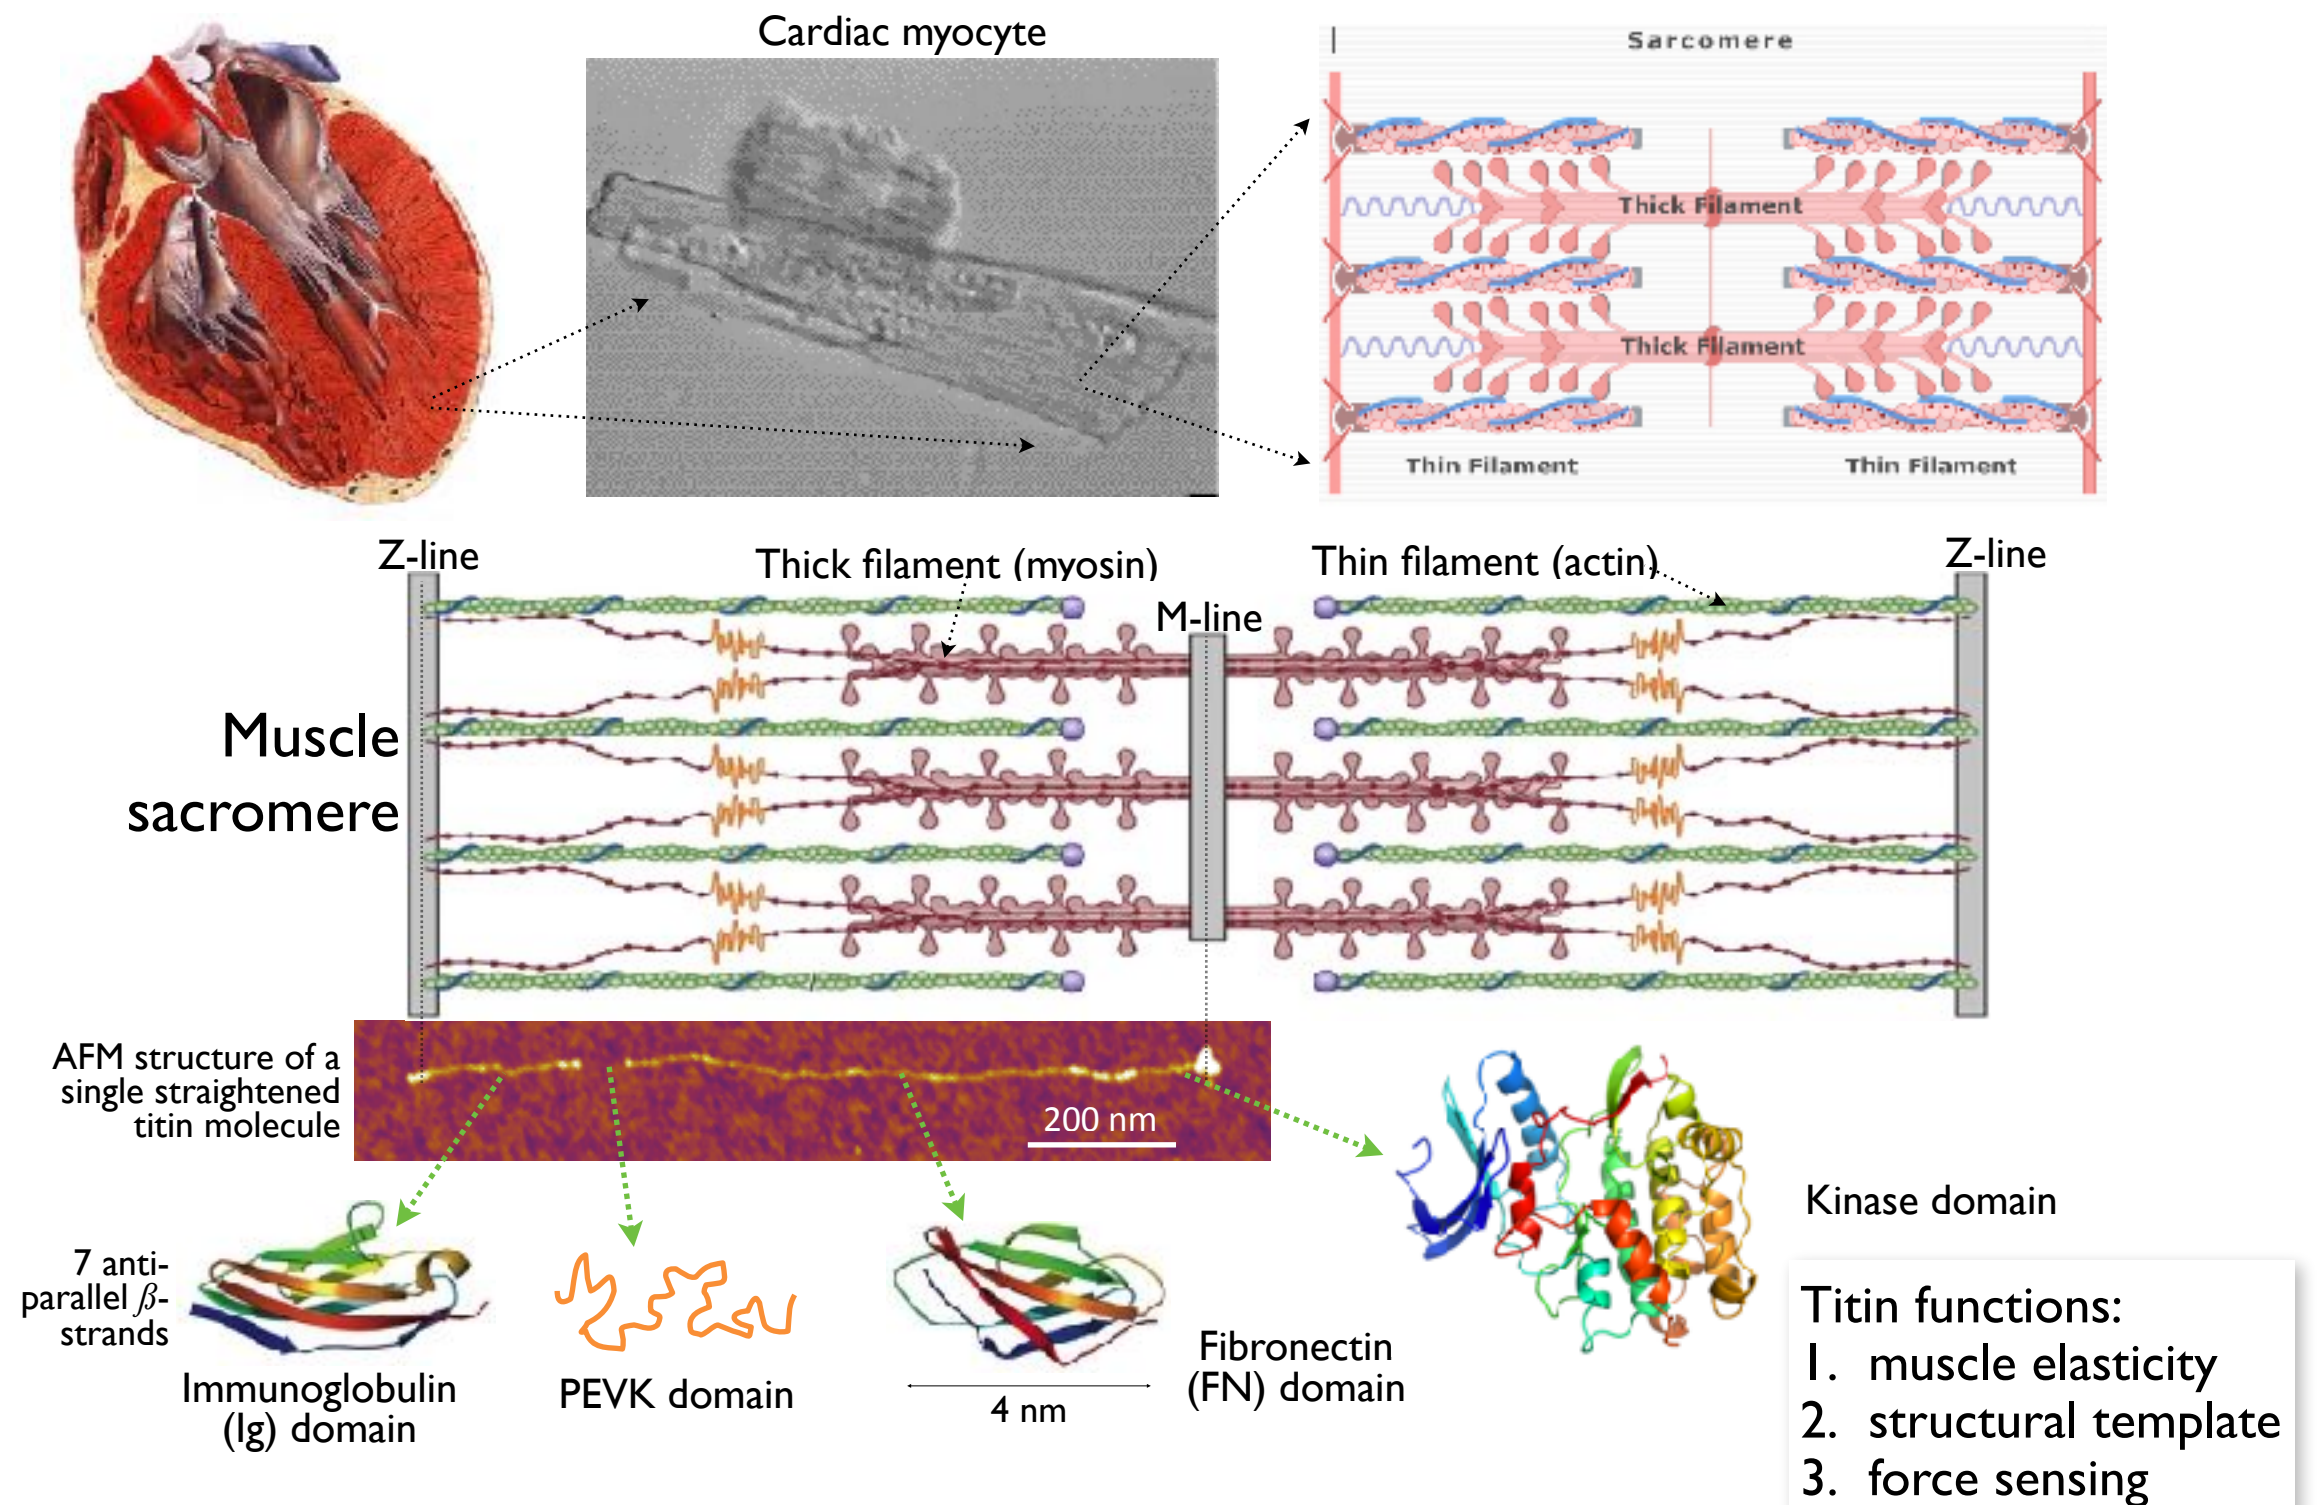 Cardiac myocyte
Sarcomere
Thick Filament
Thick Filament
Thin Filament
Thin Filament
Z-line
Thick filament (myosin)
Thin filament (actin)
Z-line
M-line
Muscle
sacromere
AFM structure of a
single straightened
titin molecule
200 nm
Kinase domain
7 anti-
parallel ß-
strands
Immunoglobulin
(Ig) domain
PEVK domain
4 nm
Fibronectin
(FN) domain
Titin functions:
1. muscle elasticity
2. structural template
3. force sensing